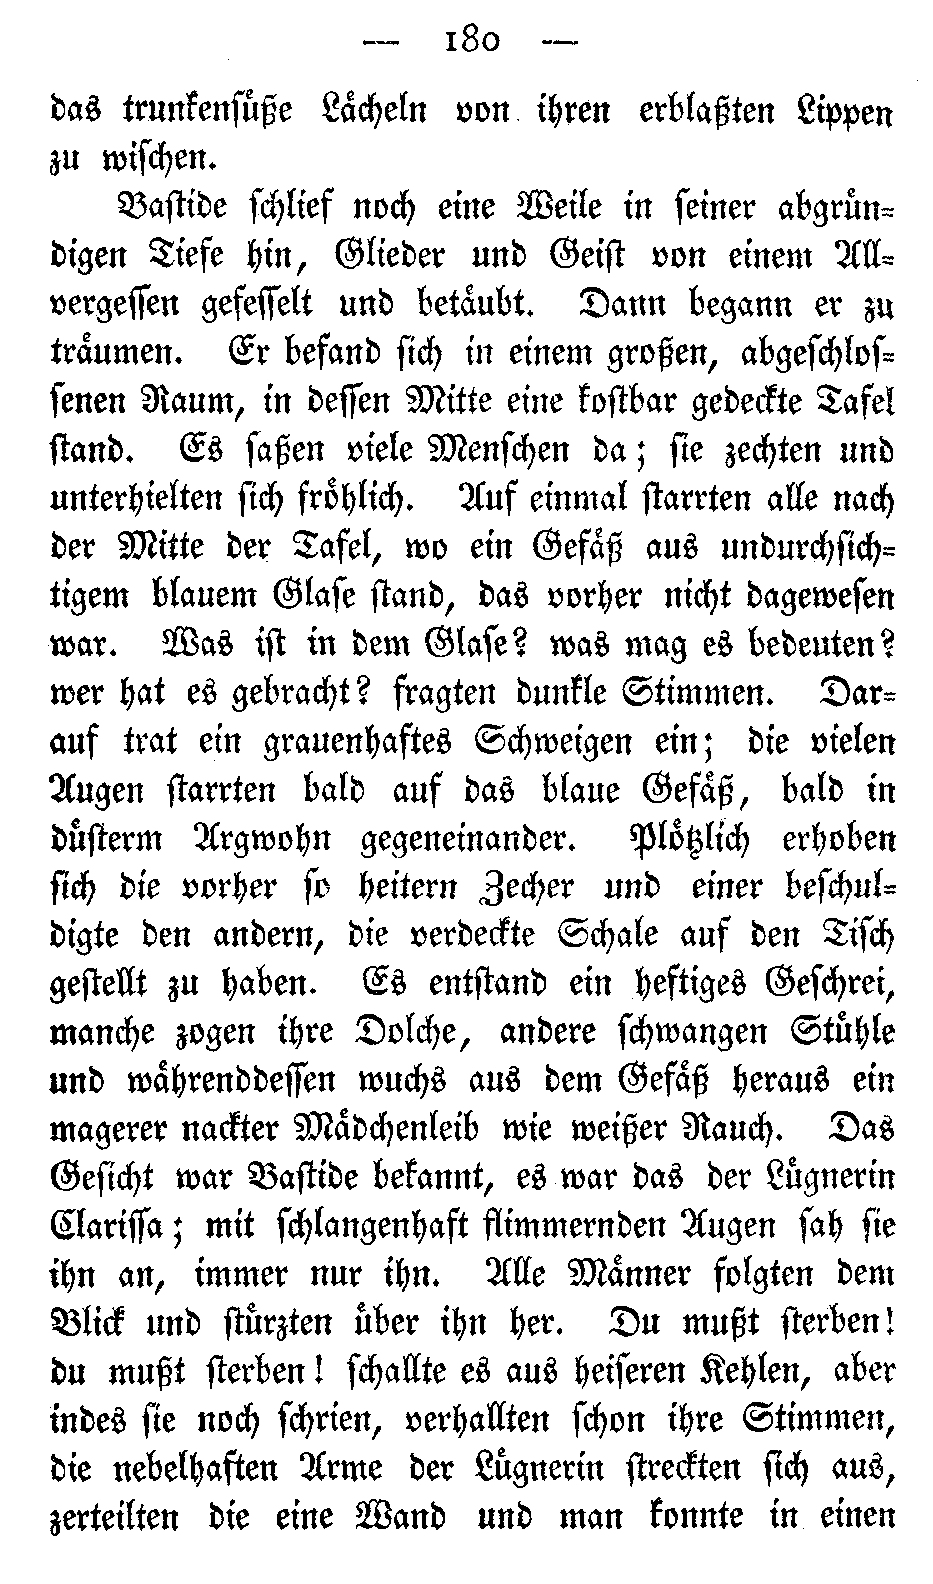 — 180 —
das trunkensüße Lächeln von ihren erblaßten Lippen
zu wischen.
Bastide schlief noch eine Weile in seiner abgrün-
digen Tiefe hin, Glieder und Geist von einem All-
vergessen gefesselt und betäubt. Dann begann er zu
träumen. Er befand sich in einem großen, abgeschlos-
senen Raum, in dessen Mitte eine kostbar gedeckte Tafel
stand. Es saßen viele Menschen da; sie zechten und
unterhielten sich fröhlich. Auf einmal starrten alle nach
der Mitte der Tafel, wo ein Gefäß aus undurchsich-
tigem blauem Glase stand, das vorher nicht dagewesen
war. Was ist in dem Glase? was mag es bedeuten?
wer hat es gebracht? fragten dunkle Stimmen. Dar-
auf trat ein grauenhaftes Schweigen ein; die vielen
Augen starrten bald auf das blaue Gefäß, bald in
düsterm Argwohn gegeneinander. Plötzlich erhoben
sich die vorher so heitern Zecher und einer beschul-
digte den andern, die verdeckte Schale auf den Tisch
gestellt zu haben. Es entstand ein heftiges Geschrei,
manche zogen ihre Dolche, andere schwangen Stühle
und währenddessen wuchs aus dem Gefäß heraus ein
magerer nackter Mädchenleib wie weißer Rauch. Das
Gesicht war Bastide bekannt, es war das der Lügnerin
Clarissa; mit schlangenhaft flimmernden Augen sah sie
ihn an, immer nur ihn. Alle Männer folgten dem
Blick und stürzten über ihn her. Du mußt sterben!
du mußt sterben! schallte es aus heiseren Kehlen, aber
indes sie noch schrien, verhallten schon ihre Stimmen,
die nebelhaften Arme der Lügnerin streckten sich aus,
zerteilten die eine Wand und man konnte in einen